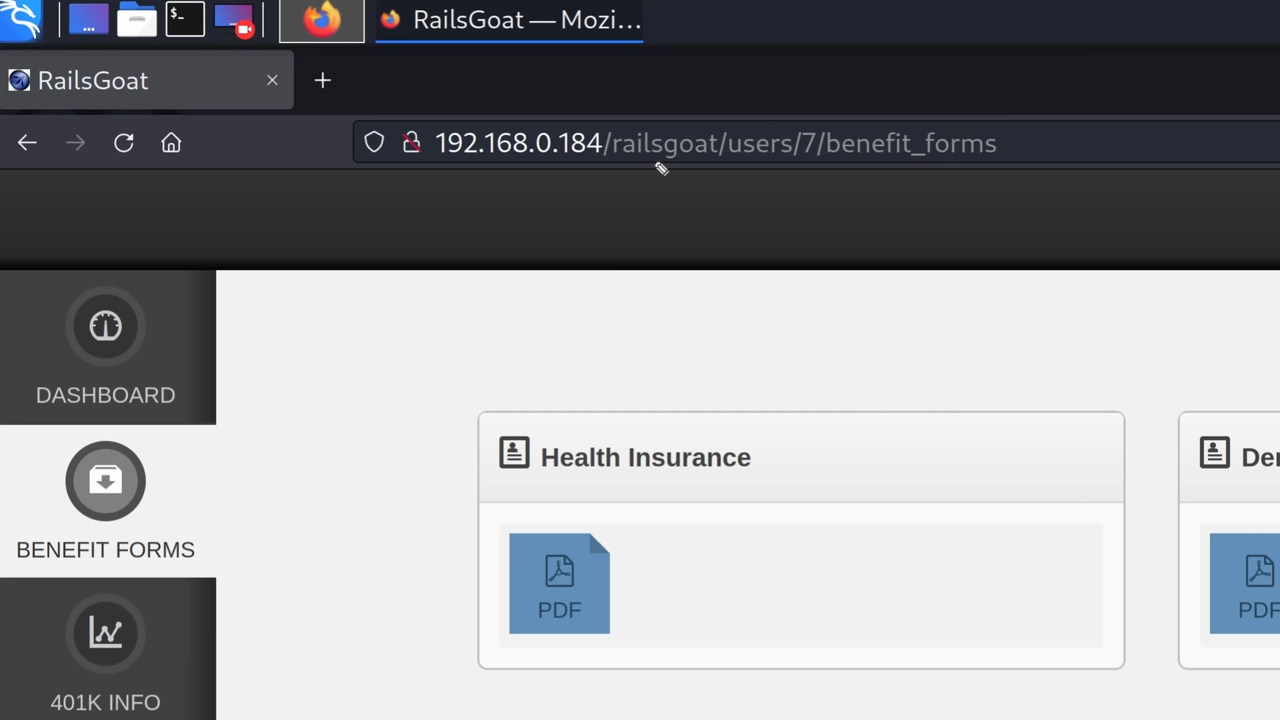 $_
RailsGoat — Mozi...
RailsGoat
192.168.0.184/railsgoat/users/7/benefit_forms
DASHBOARD
BENEFIT FORMS
401K INFO
Health Insurance
PDF
PDF